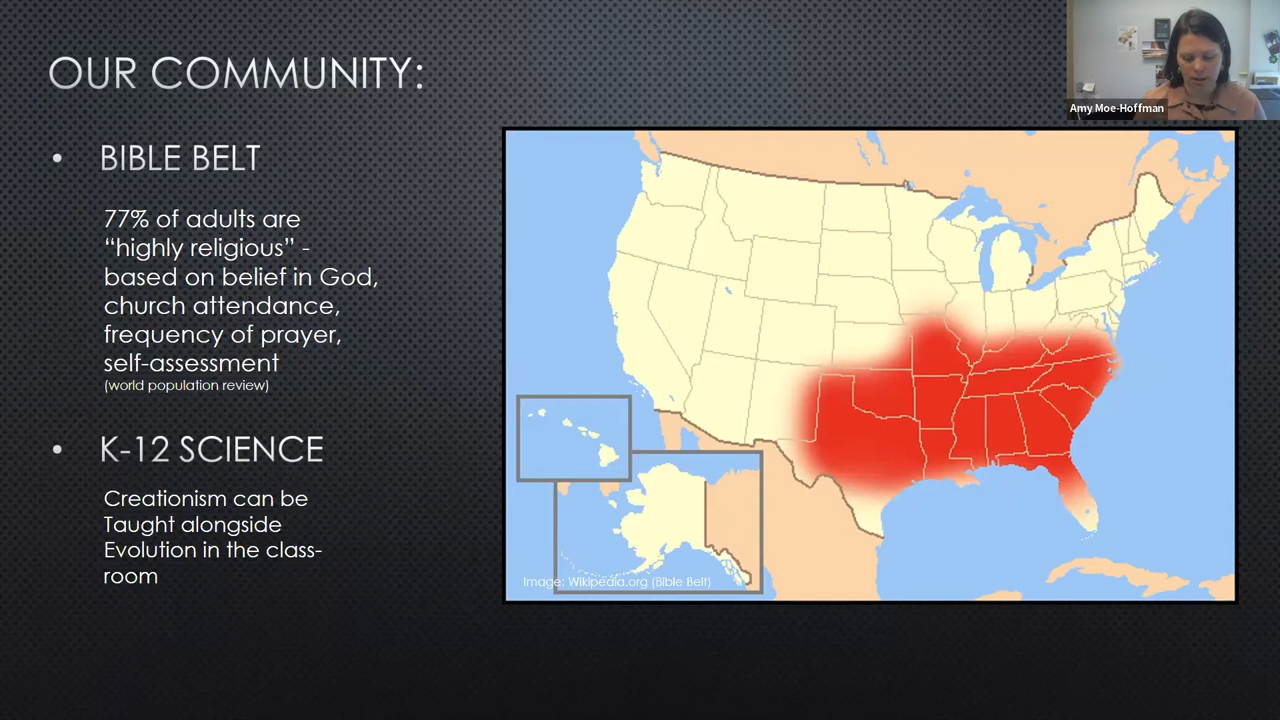 OUR COMMUNITY:
Amy Moe-Hoffman
• BIBLE BELT
77% of adults are
“highly religious” -
based on belief in God,
church attendance,
frequency of prayer,
self-assessment
(world population review)
• K-12 SCIENCE
Creationism can be
Taught alongside
Evolution in the class-
room
Image: Wikipedia.org (Bible Belt)